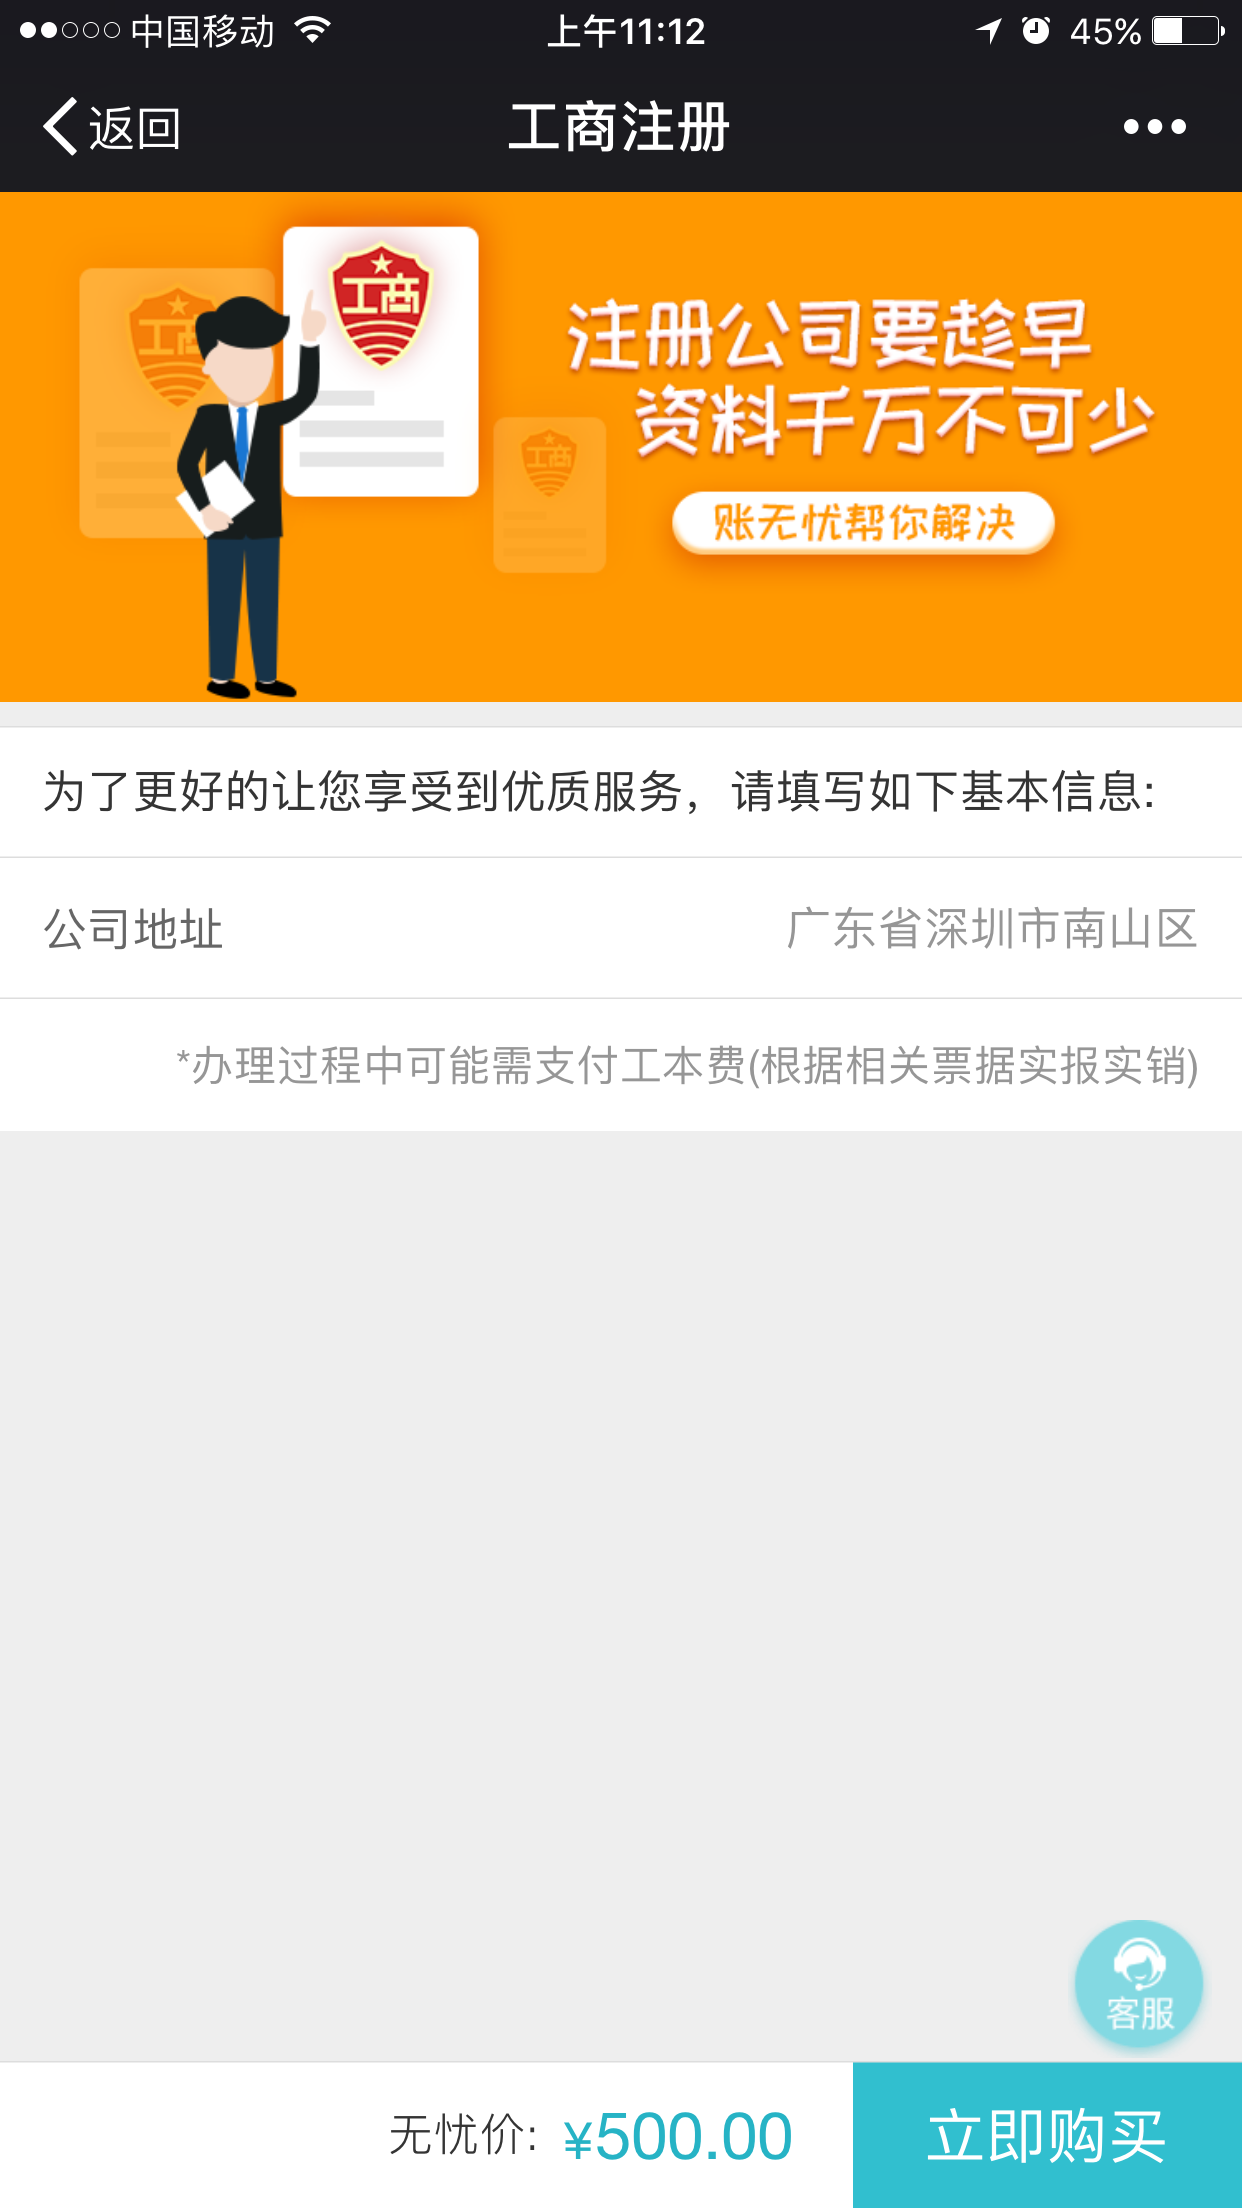 中国移动
上午11:12
45%
返回
工商注册
工商
工商
工商
注册公司要趁早
资料千万不可少
账无忧帮你解决
为了更好的让您享受到优质服务，请填写如下基本信息:
公司地址
广东省深圳市南山区
*办理过程中可能需支付工本费(根据相关票据实报实销)
客服
无忧价: ¥500.00
立即购买